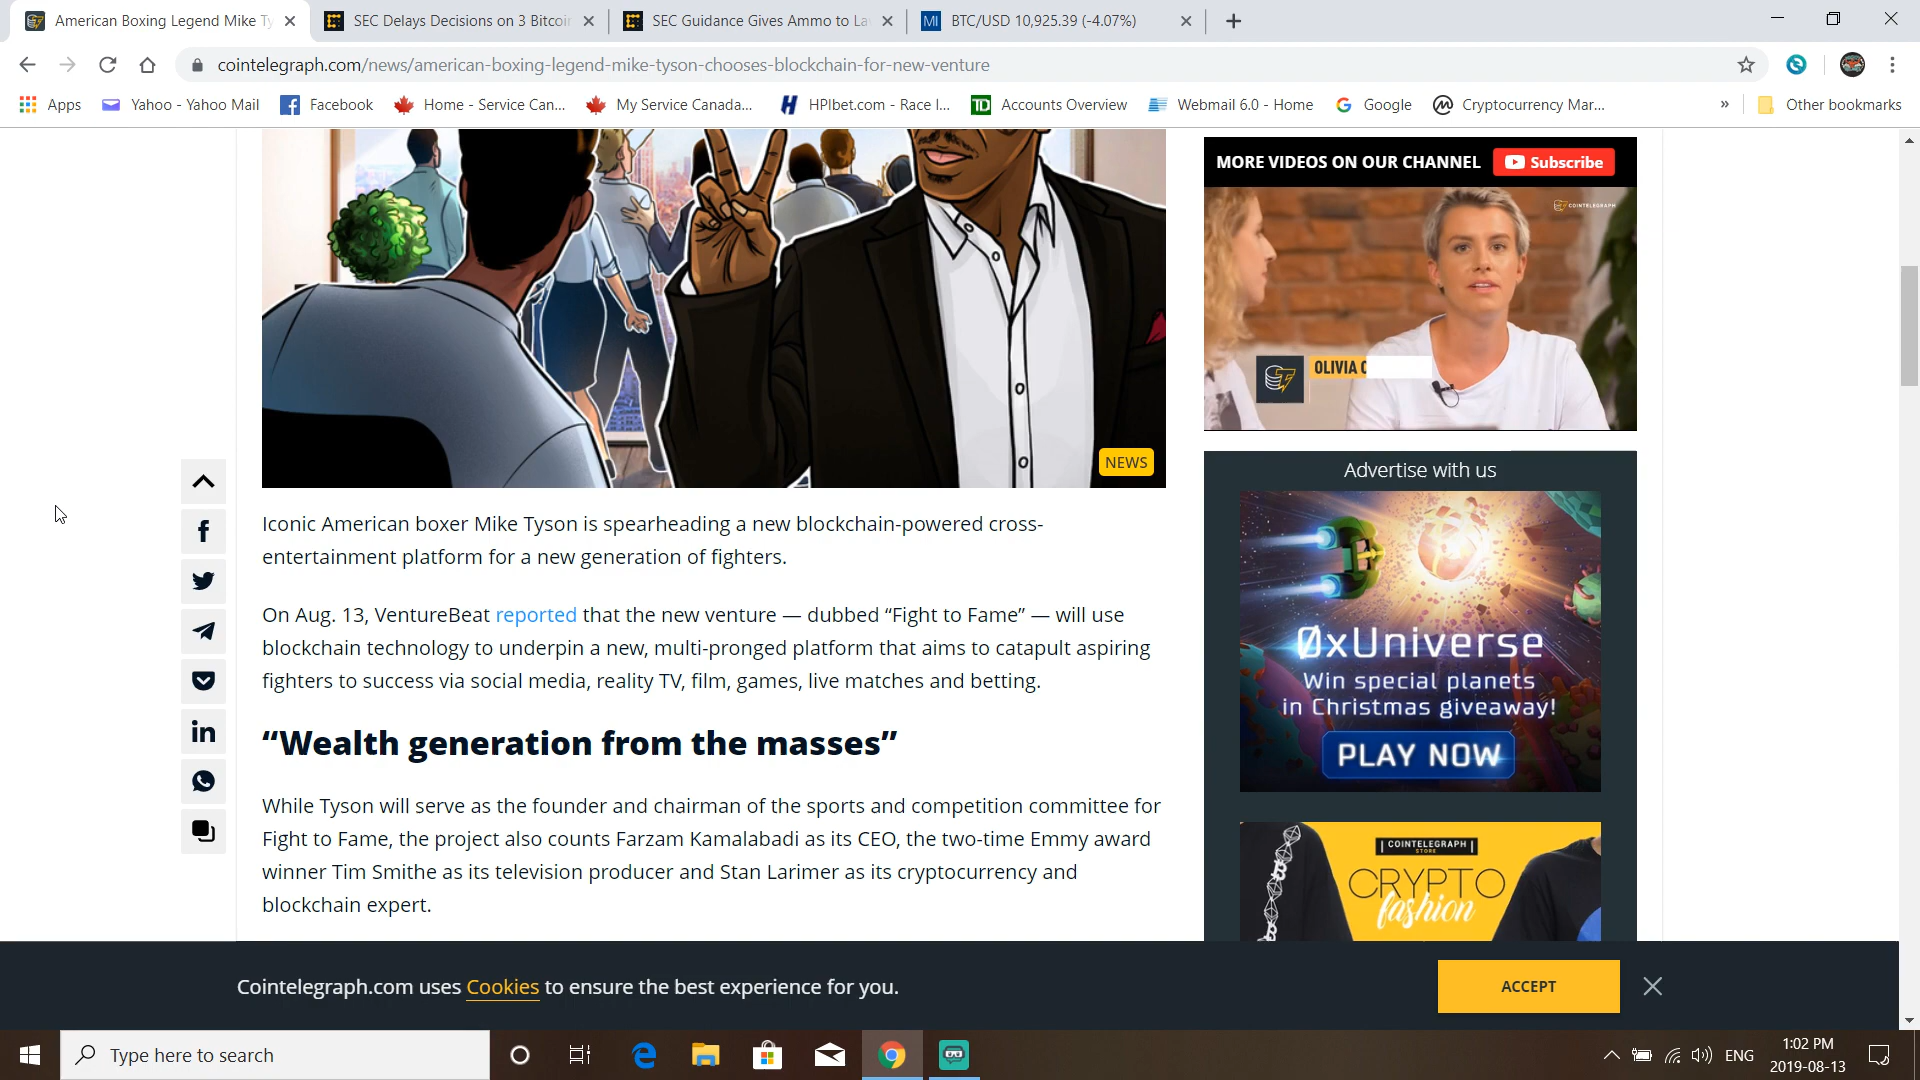 American Boxing Legend Mike Ty
SEC Delays Decisions on 3 Bitcoin
SEC Guidance Gives Ammo to La
MI BTC/USD 10,925.39 (-4.07%)
cointelegraph.com/news/american-boxing-legend-mike-tyson-chooses-blockchain-for-new-venture
Apps
Yahoo - Yahoo Mail
Facebook
Home - Service Can...
My Service Canada...
HPIbet.com - Race I...
TD Accounts Overview
Webmail 6.0 - Home
Google
Cryptocurrency Mar...
»
Other bookmarks
MORE VIDEOS ON OUR CHANNEL
Subscribe
COINTELEGRAPH
OLIVIA C
NEWS
Advertise with us
0xUniverse
Win special planets
in Christmas giveaway!
PLAY NOW
COINTELEGRAPH
STORE
CRYPTO
fashion
Iconic American boxer Mike Tyson is spearheading a new blockchain-powered cross-
entertainment platform for a new generation of fighters.
On Aug. 13, VentureBeat reported that the new venture — dubbed “Fight to Fame” — will use
blockchain technology to underpin a new, multi-pronged platform that aims to catapult aspiring
fighters to success via social media, reality TV, film, games, live matches and betting.
“Wealth generation from the masses”
While Tyson will serve as the founder and chairman of the sports and competition committee for
Fight to Fame, the project also counts Farzam Kamalabadi as its CEO, the two-time Emmy award
winner Tim Smithe as its television producer and Stan Larimer as its cryptocurrency and
blockchain expert.
Cointelegraph.com uses Cookies to ensure the best experience for you.
ACCEPT
Type here to search
ENG
1:02 PM
2019-08-13